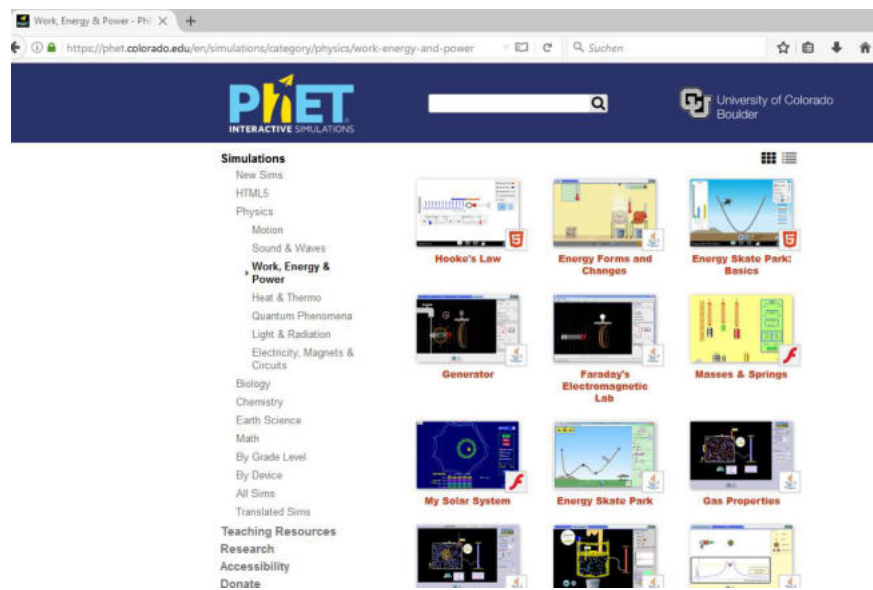 Work, Energy & Power - Ph
https://phet.colorado.edu/en/simulations/category/physics/work-energy-and-power
Suchen
PhET
INTERACTIVE SIMULATIONS
University of Colorado
Boulder
Simulations
New Sims
HTML5
Physics
Motion
Sound & Waves
Work, Energy &
Power
Heat & Thermo
Quantum Phenomena
Light & Radiation
Electricity, Magnets &
Circuits
Biology
Chemistry
Earth Science
Math
By Grade Level
By Device
All Sims
Translated Sims
Teaching Resources
Research
Accessibility
Donate
Hooke's Law
Energy Forms and
Changes
Energy Skate Park:
Basics
Generator
Faraday's
Electromagnetic
Lab
Masses & Springs
My Solar System
Energy Skate Park
Gas Properties